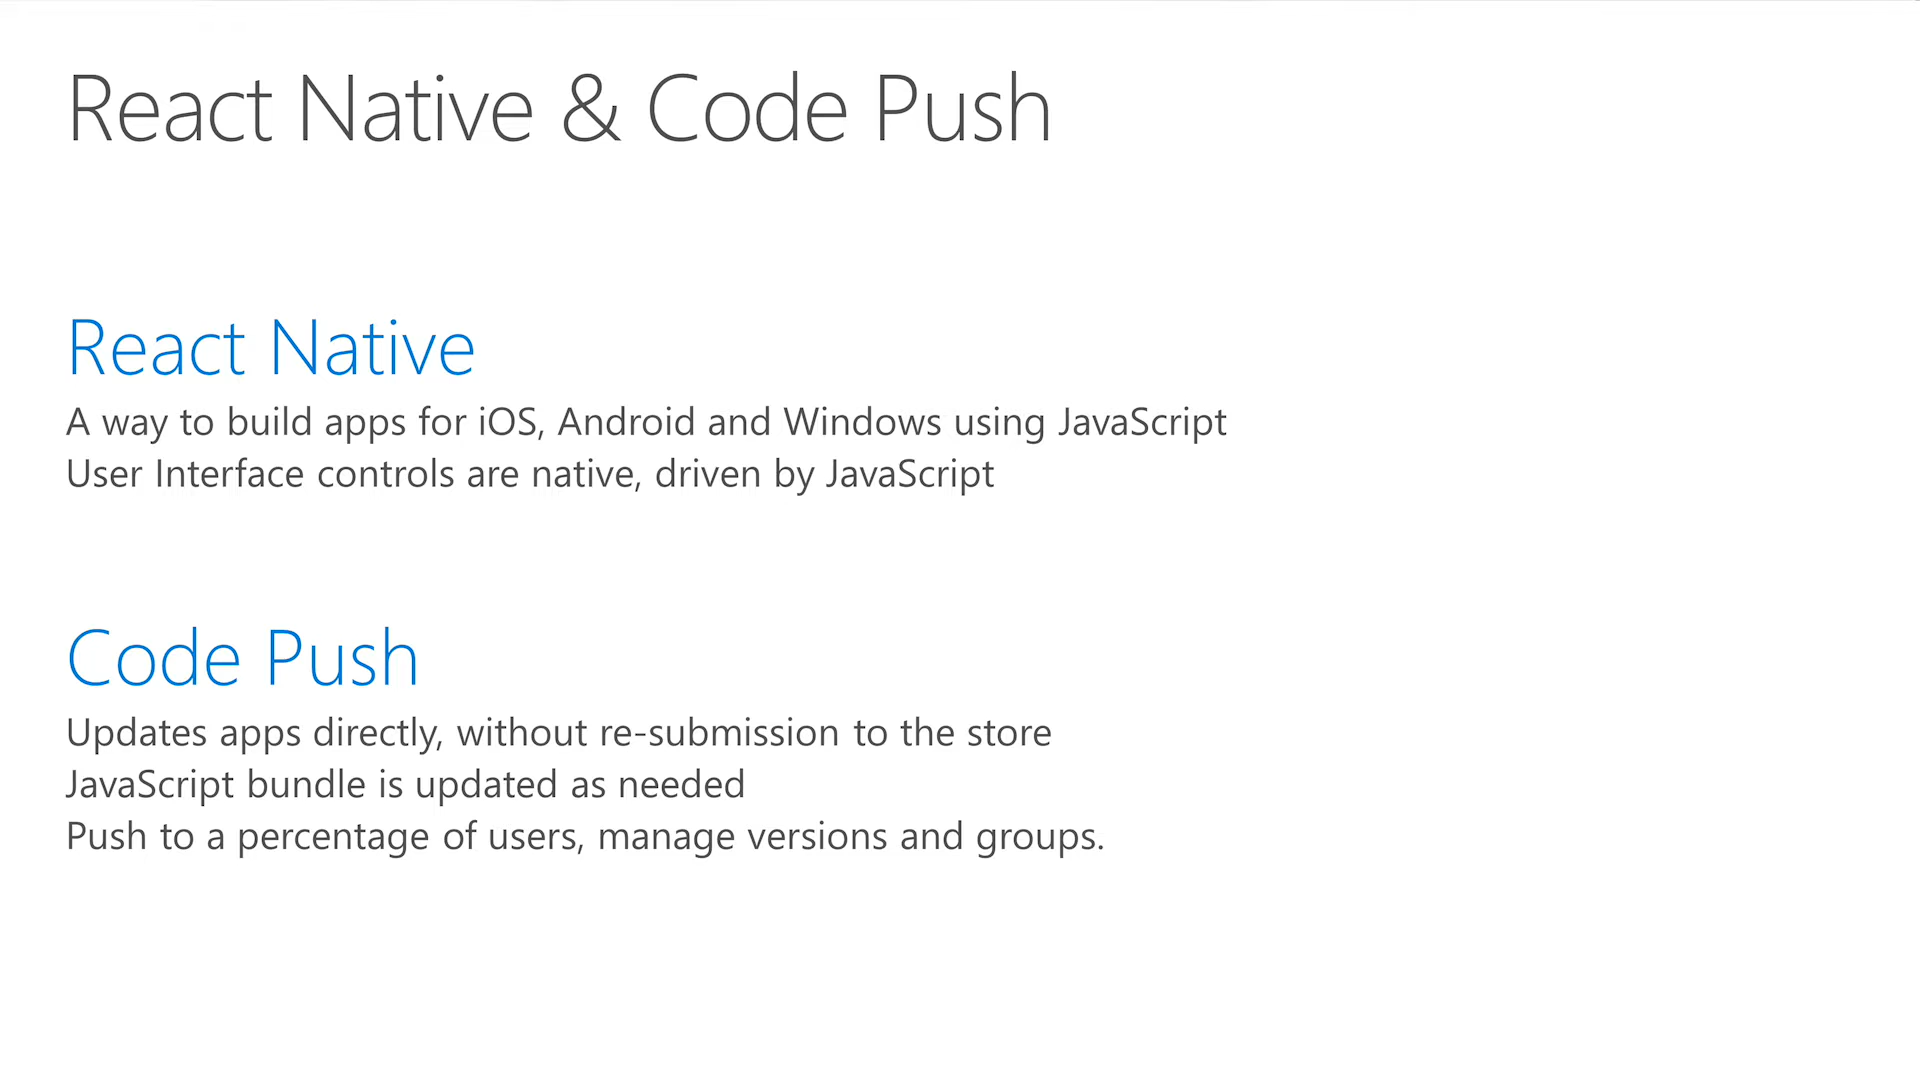 React Native & Code Push
React Native
A way to build apps for iOS, Android and Windows using JavaScript
User Interface controls are native, driven by JavaScript
Code Push
Updates apps directly, without re-submission to the store
JavaScript bundle is updated as needed
Push to a percentage of users, manage versions and groups.